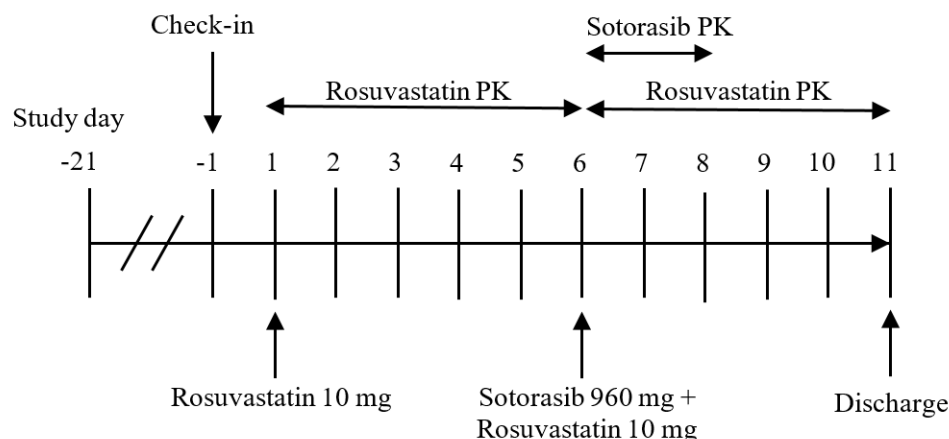 Check-in
Sotorasib PK
Rosuvastatin PK
Rosuvastatin PK
Study day
-21 -1 1 2 3 4 5 6 7 8 9 10 11
Rosuvastatin 10 mg
Sotorasib 960 mg +
Rosuvastatin 10 mg
Discharge